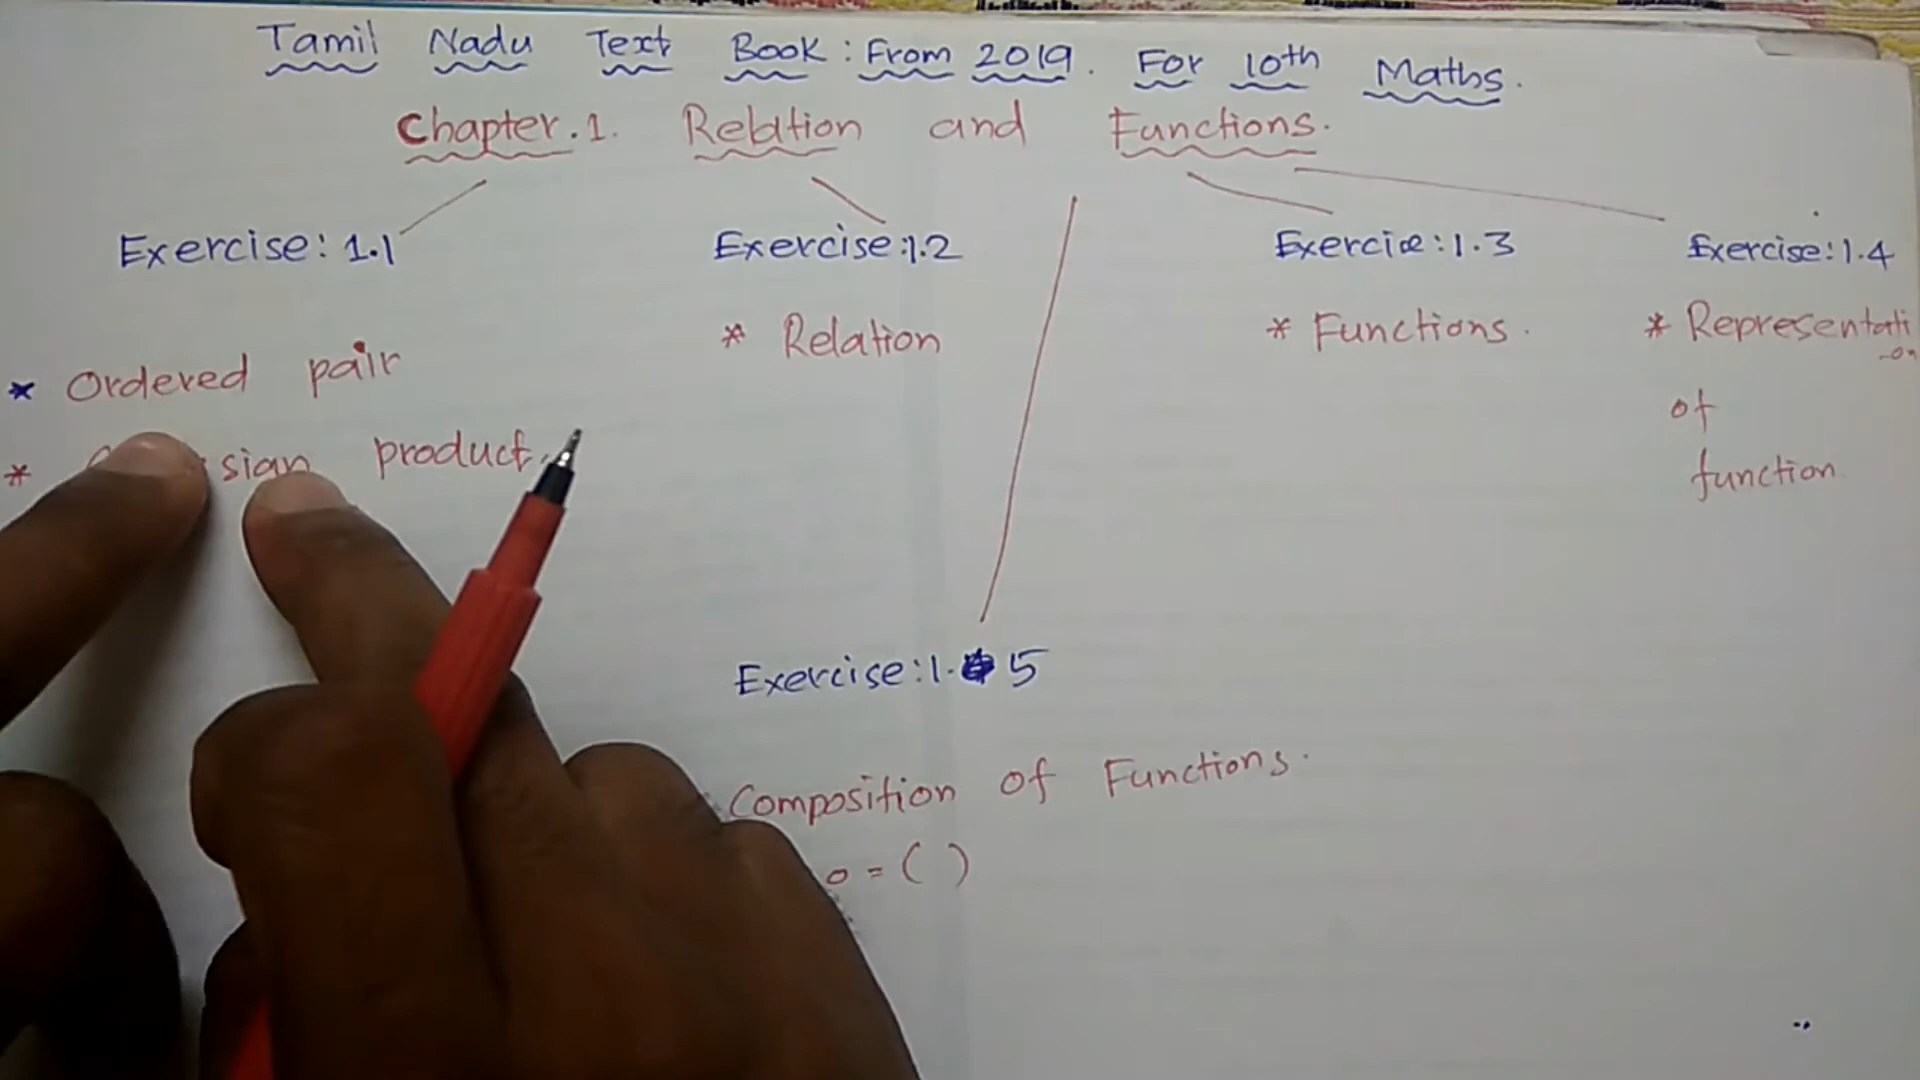 Tamil Nadu Text Book : From 2019. For 10th Maths.
Chapter.1. Relation and Functions.
Exercise: 1.1
* Ordered pair
* sian product.
Exercise:1.2
* Relation
Exercise:1.3
* Functions.
Exercise:1.4
* Representati
-on
of
function
Exercise:1. 5
Composition of Functions.
o = ( )